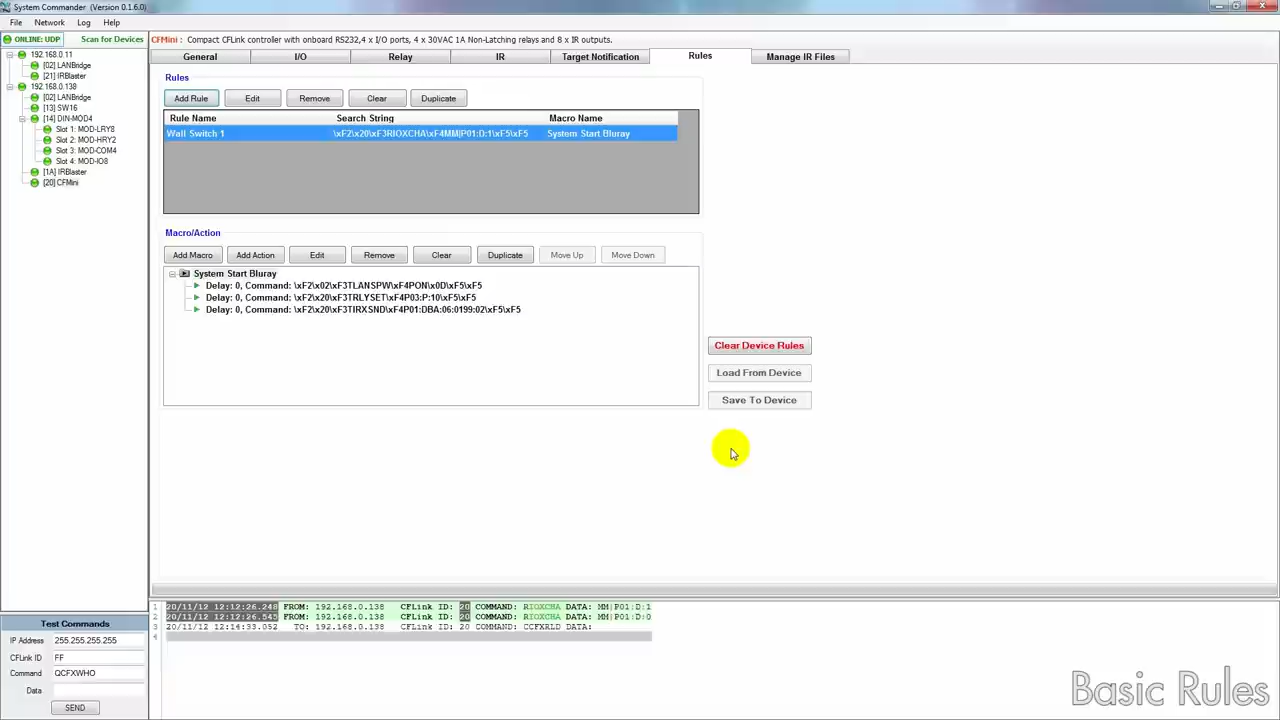 System Commander (Version 0.1.6.0)
File Network Log Help
ONLINE: UDP Scan for Devices
CFMini : Compact CFLink controller with onboard RS232,4 x I/O ports, 4 x 30VAC 1A Non-Latching relays and 8 x IR outputs.
192.168.0.11
[02] LANBridge
[21] IRBlaster
192.168.0.138
[02] LANBridge
[13] SW16
[14] DIN-MOD4
Slot 1: MOD-LRY8
Slot 2: MOD-HRY2
Slot 3: MOD-COM4
Slot 4: MOD-IO8
[1A] IRBlaster
[20] CFMini
General I/O Relay IR Target Notification Rules Manage IR Files
Rules
Add Rule Edit Remove Clear Duplicate
Rule Name Search String Macro Name
Wall Switch 1 \xF2\x20\xF3RIOXCHA\xF4MM|P01:D:1\xF5\xF5 System Start Bluray
Macro/Action
Add Macro Add Action Edit Remove Clear Duplicate Move Up Move Down
System Start Bluray
Delay: 0, Command: \xF2\x02\xF3TLANSPW\xF4PON\x0D\xF5\xF5
Delay: 0, Command: \xF2\x20\xF3TRLYSET\xF4P03:P:10\xF5\xF5
Delay: 0, Command: \xF2\x20\xF3TIRXSND\xF4P01:DBA:06:0199:02\xF5\xF5
Clear Device Rules
Load From Device
Save To Device
1 20/11/12 12:12:26.248 FROM: 192.168.0.138 CFLink ID: 20 COMMAND: RIOXCHA DATA: MM|P01:D:1
2 20/11/12 12:12:26.545 FROM: 192.168.0.138 CFLink ID: 20 COMMAND: RIOXCHA DATA: MM|P01:D:0
3 20/11/12 12:14:33.052 TO: 192.168.0.138 CFLink ID: 20 COMMAND: CCFXRLD DATA:
4
Test Commands
IP Address 255.255.255.255
CFLink ID FF
Command QCFXWHO
Data
SEND
Basic Rules